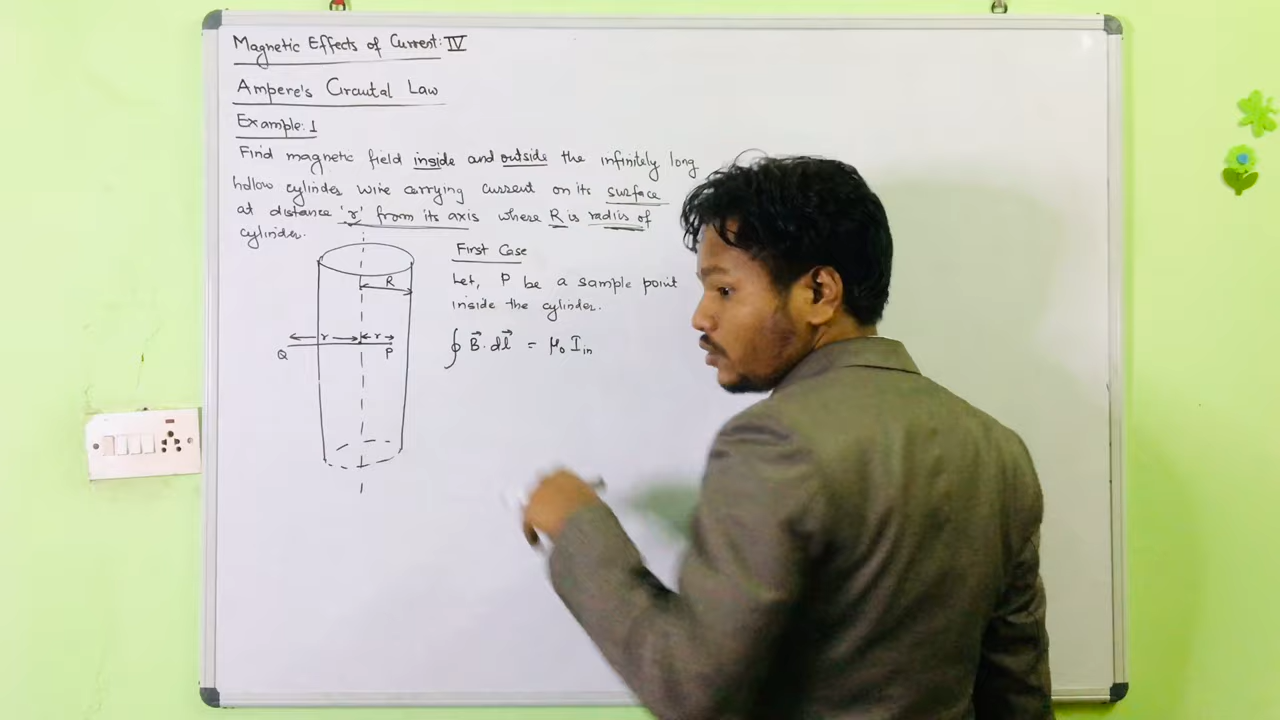 Magnetic Effects of Current: IV
Ampere's Circuital Law
Example: 1
Find magnetic field inside and outside the infinitely long
hollow cylinder wire carrying current on its surface
at distance 'r' from its axis where R is radius of
cylinder.
First Case
Let, P be a sample point
inside the cylinder.
∮ B⃗. dl⃗ = μ₀ I_in
R
r r
Q P